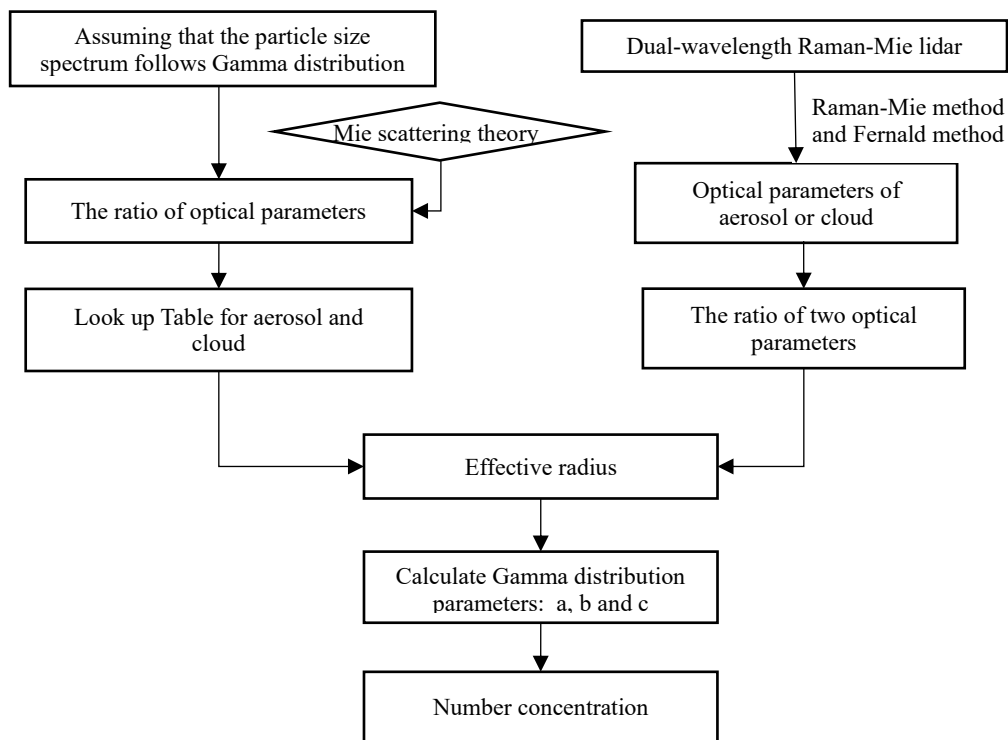 Assuming that the particle size
spectrum follows Gamma distribution
Dual-wavelength Raman-Mie lidar
Mie scattering theory
Raman-Mie method
and Fernald method
The ratio of optical parameters
Optical parameters of
aerosol or cloud
Look up Table for aerosol and
cloud
The ratio of two optical
parameters
Effective radius
Calculate Gamma distribution
parameters:  a, b and c
Number concentration